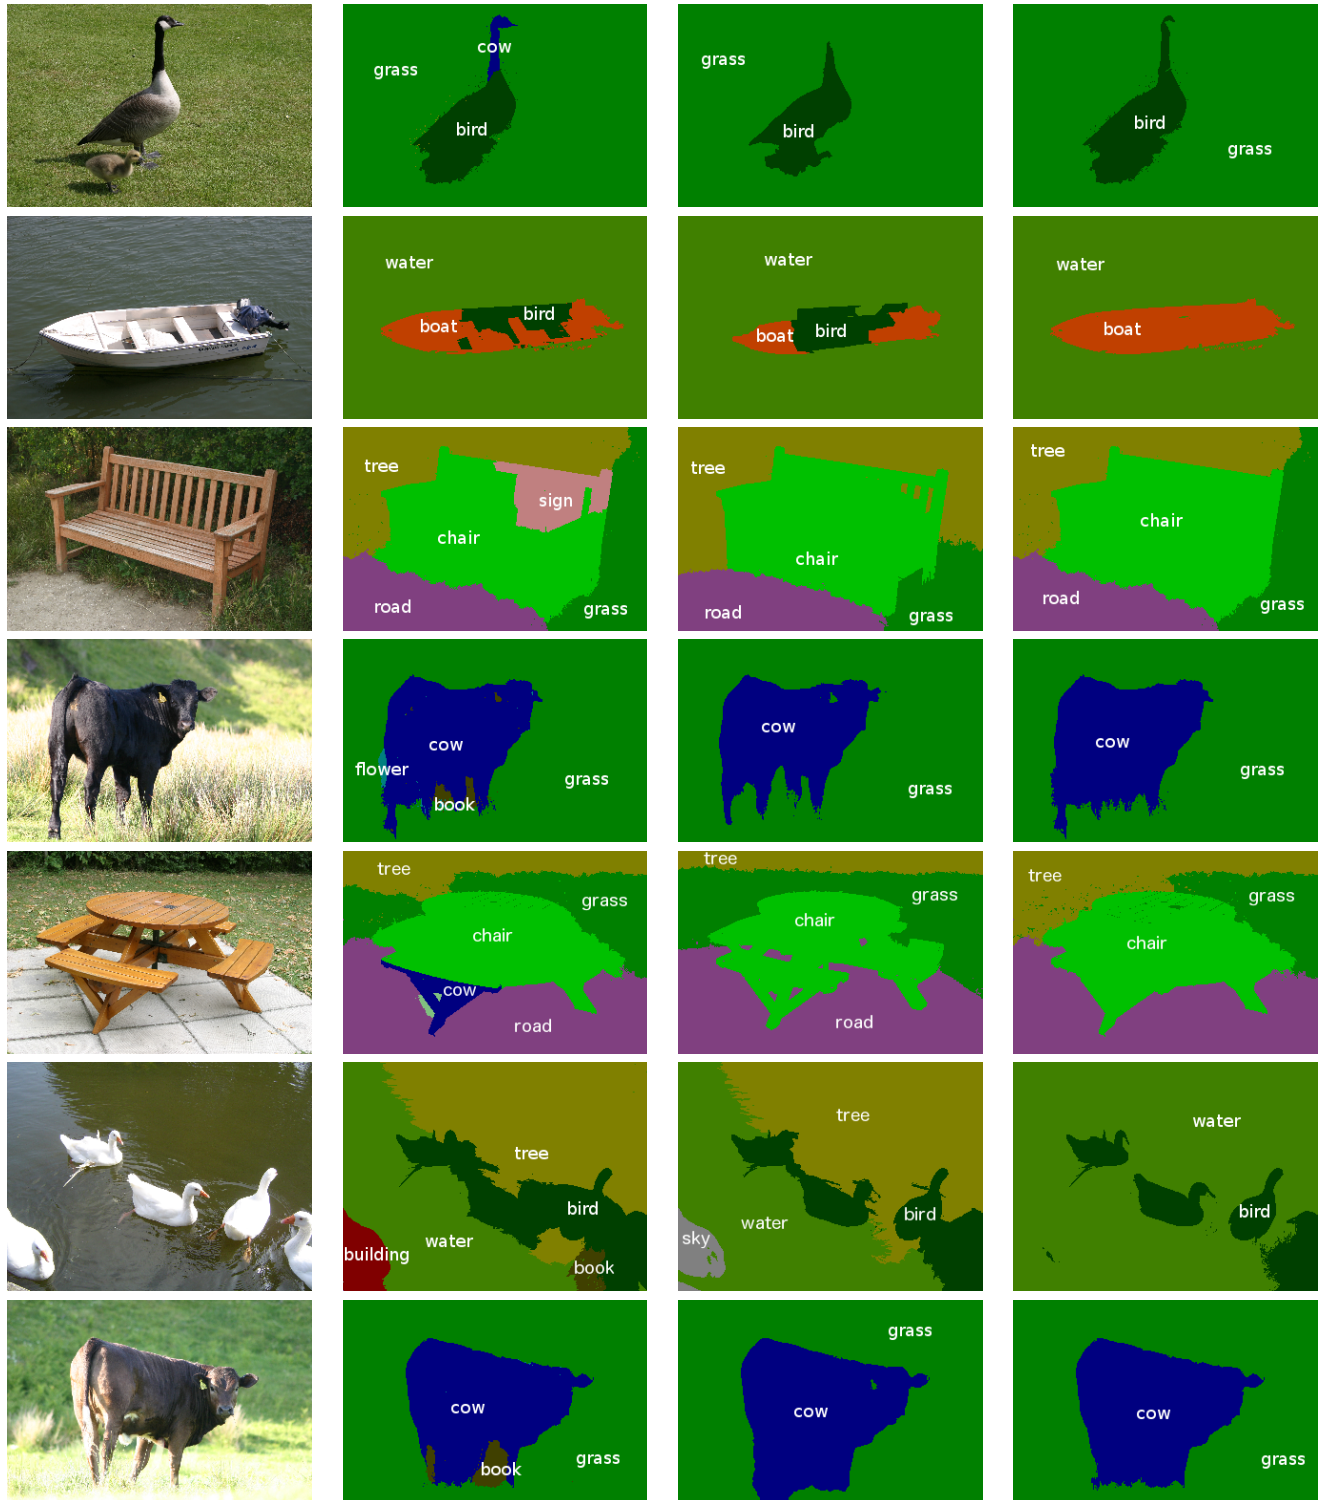 cow
grass
bird
grass
bird
bird
grass
water
boat
bird
water
boat
bird
water
boat
tree
sign
chair
road
grass
tree
chair
road
grass
tree
chair
road
grass
cow
flower
book
grass
cow
grass
cow
grass
tree
grass
chair
cow
road
tree
grass
chair
road
tree
grass
chair
tree
bird
water
building
book
tree
bird
water
sky
water
bird
cow
book
grass
grass
cow
cow
grass